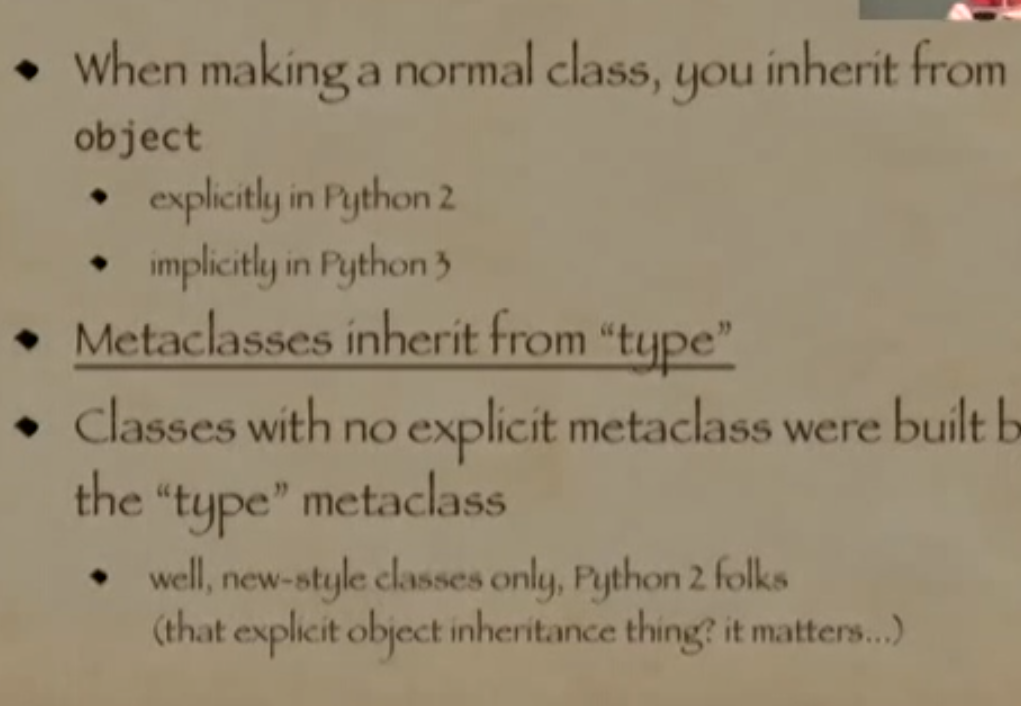 When making a normal class, you inherit from
object
explicitly in Python 2
implicitly in Python 3
Metaclasses inherit from “type”
Classes with no explicit metaclass were built
the “type” metaclass
well, new-style classes only, Python 2 folks
(that explicit object inheritance thing? it matters...)